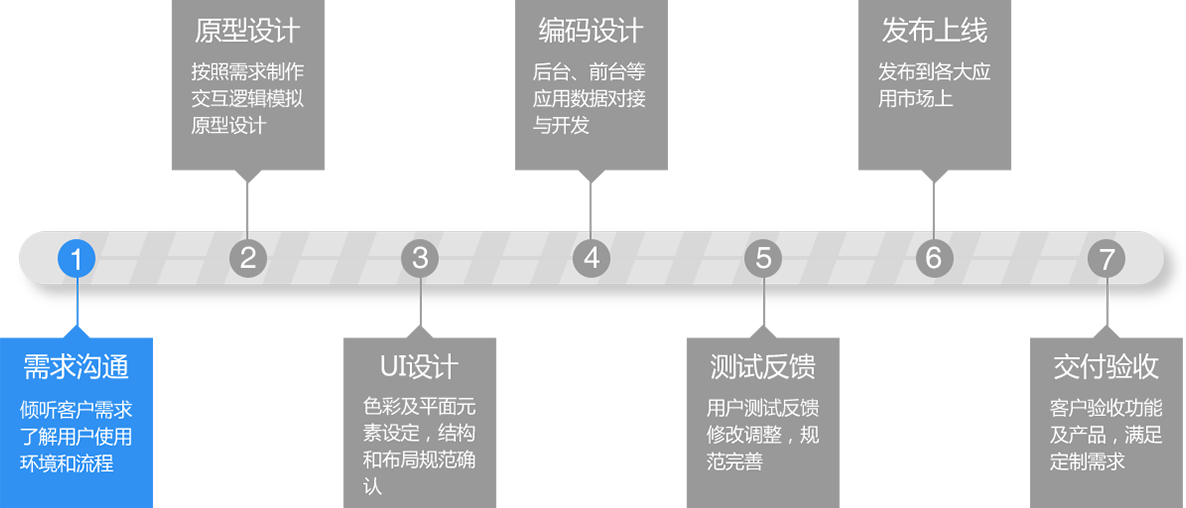 原型设计
按照需求制作
交互逻辑模拟
原型设计
编码设计
后台、前台等
应用数据对接
与开发
发布上线
发布到各大应
用市场上
1
2
3
4
5
6
7
需求沟通
倾听客户需求
了解用户使用
环境和流程
UI设计
色彩及平面元
素设定，结构
和布局规范确
认
测试反馈
用户测试反馈
修改调整，规
范完善
交付验收
客户验收功能
及产品，满足
定制需求